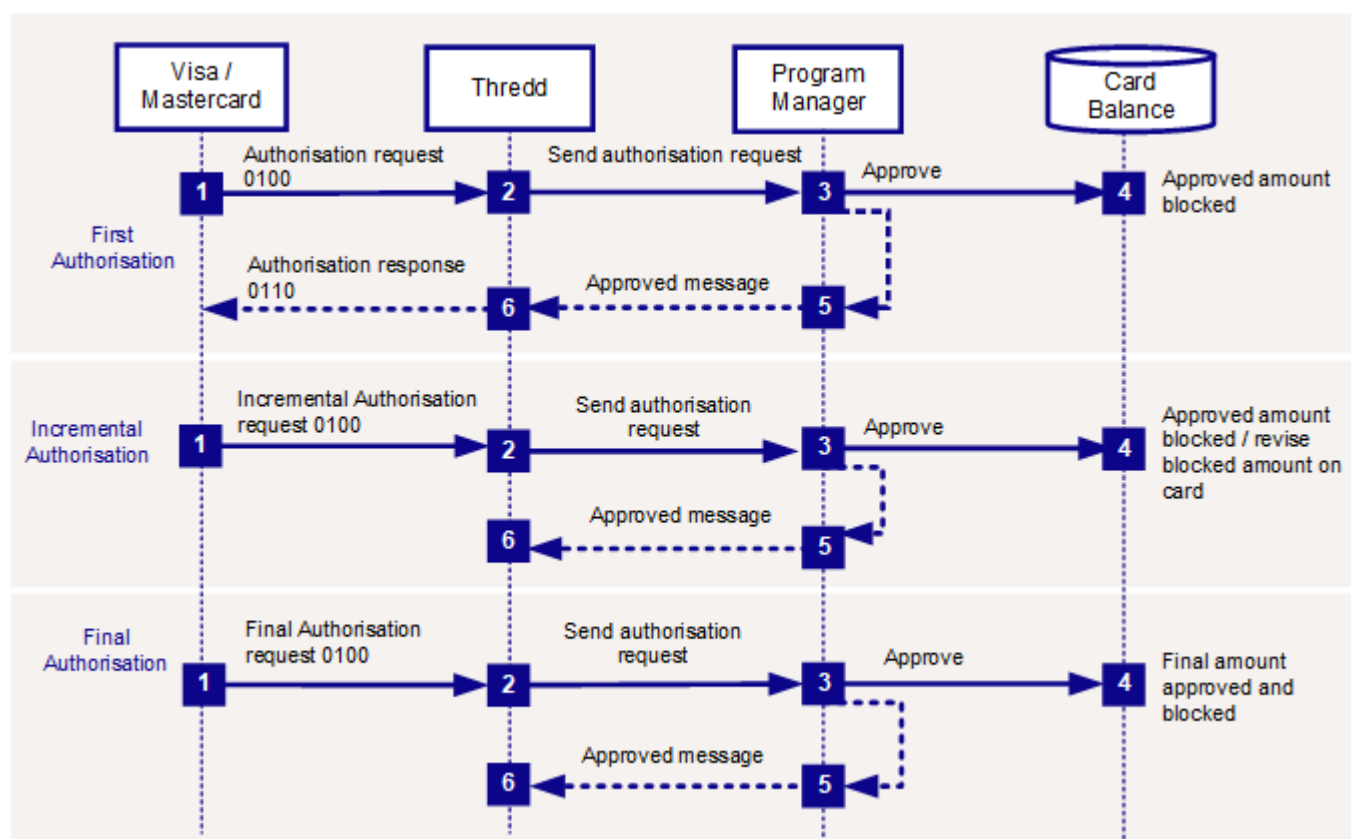 Visa /
Mastercard
Thredd
Program
Manager
Card
Balance
Authorisation request
0100
Send authorisation request
Approve
1
2
3
4
Approved amount
blocked
First
Authorisation
Authorisation response
0110
Approved message
6
5
Incremental
Authorisation
Incremental Authorisation
request 0100
Send authorisation
request
Approve
1
2
3
4
Approved amount
blocked / revise
blocked amount on
card
Approved message
6
5
Final
Authorisation
Final Authorisation
request 0100
Send authorisation
request
Approve
1
2
3
4
Final amount
approved and
blocked
Approved message
6
5